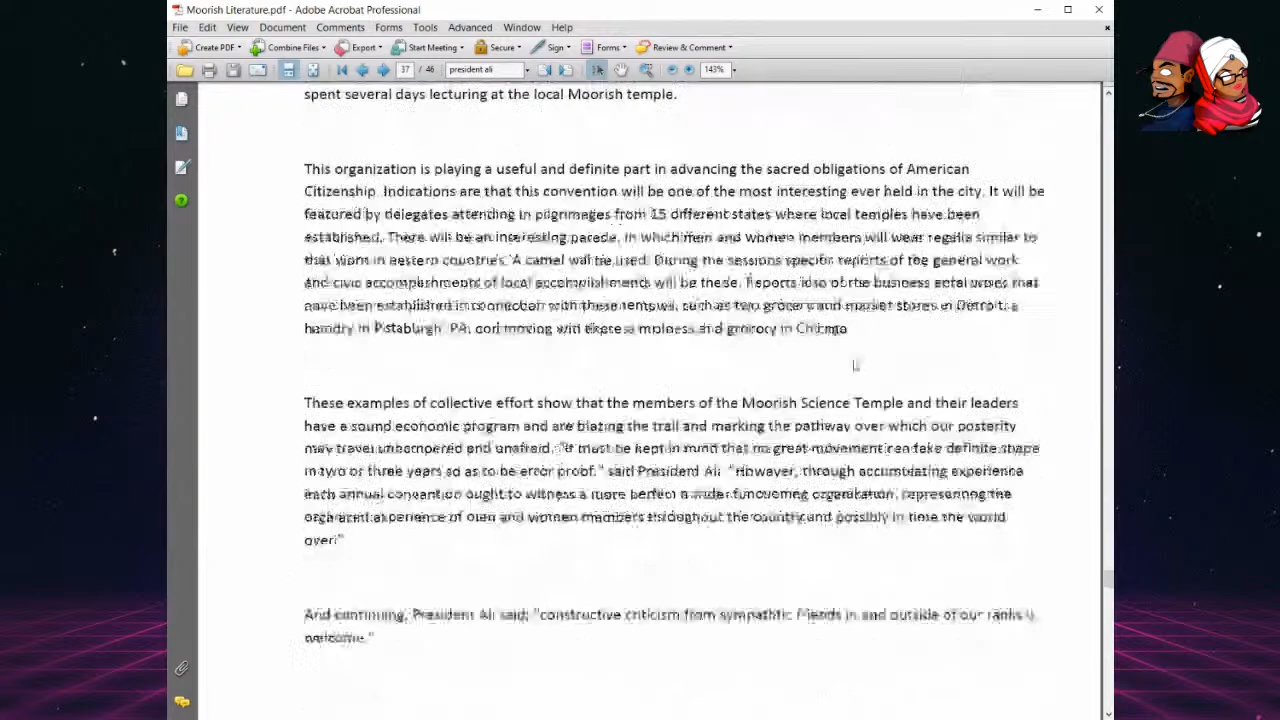 Moorish Literature.pdf - Adobe Acrobat Professional
File Edit View Document Comments Forms Tools Advanced Window Help
Create PDF Combine Files Export Start Meeting Secure Sign Forms Review & Comment
37 / 46 president ali 143%
spent several days lecturing at the local Moorish temple.
This organization is playing a useful and definite part in advancing the sacred obligations of American
Citizenship. Indications are that this convention will be one of the most interesting ever held in the city. It will be
featured by delegates attending in pilgrimages from 15 different states where local temples have been
established. There will be an interesting parade, in which men and women members will wear regalia similar to
that worn in eastern countries. A camel will be used. During the sessions specific reports of the general work
and civic accomplishments of local accomplishments will be these. Reports also of the business
have been established in connection with these such as two grocery and market stores in Detroit, a
in Pittsburgh, PA, and moving and grocery in Chicago
These examples of collective effort show that the members of the Moorish Science Temple and their leaders
have a sound economic program and are blazing the trail and marking the pathway over which our posterity
may travel unhampered and unafraid. "It must be kept in mind that no great movement can take definite shape
in two or three years so as to be error proof." said President Ali. "However, through accumulating experience
each annual convention ought to witness a more perfect a wider functioning organization, representing the
experience of men and women members throughout the country and possibly in time the world
over."
And continuing, President Ali said; "constructive criticism from sympathtic friends in and outside of our ranks is
welcome."